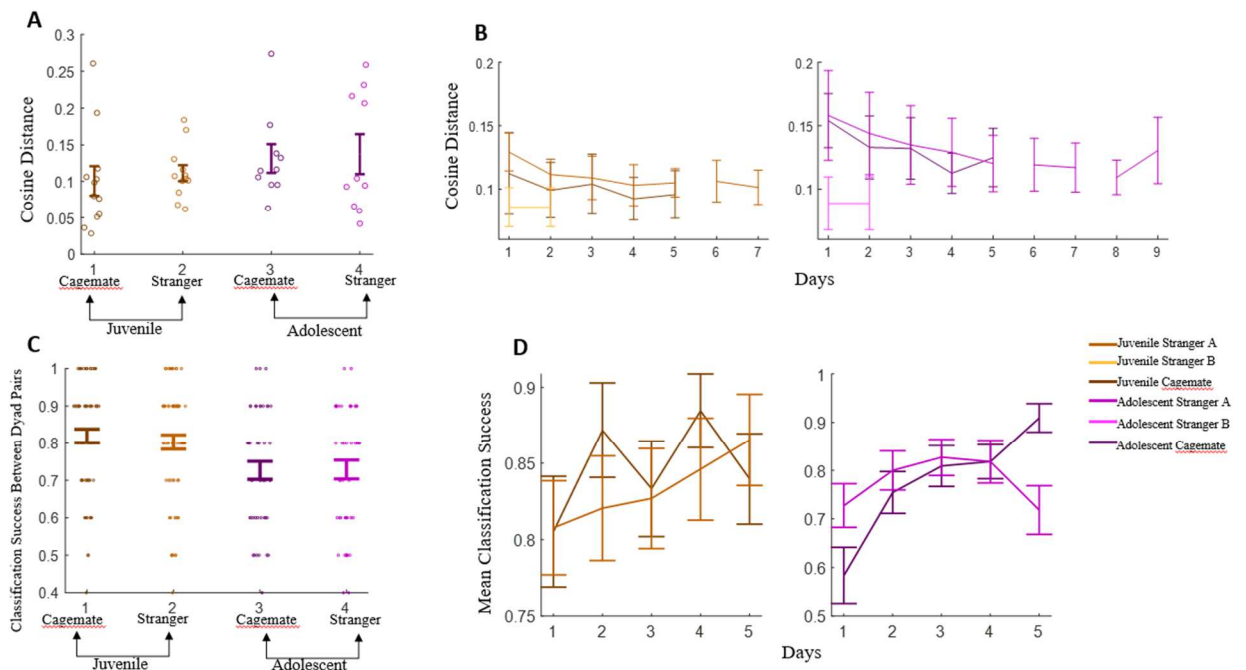 A
Cosine Distance
0.3
0.25
0.2
0.15
0.1
0.05
0
1 2 3 4
Cagemate Stranger Cagemate Stranger
Juvenile Adolescent
B
Cosine Distance
0.2
0.15
0.1
1 2 3 4 5 6 7
0.2
0.15
0.1
1 2 3 4 5 6 7 8 9
Days
C
Classification Success Between Dyad Pairs
1
0.9
0.8
0.7
0.6
0.5
0.4
1 2 3 4
Cagemate Stranger Cagemate Stranger
Juvenile Adolescent
D
Mean Classification Success
0.9
0.85
0.8
0.75
1 2 3 4 5
1
0.9
0.8
0.7
0.6
0.5
1 2 3 4 5
Days
Juvenile Stranger A
Juvenile Stranger B
Juvenile Cagemate
Adolescent Stranger A
Adolescent Stranger B
Adolescent Cagemate